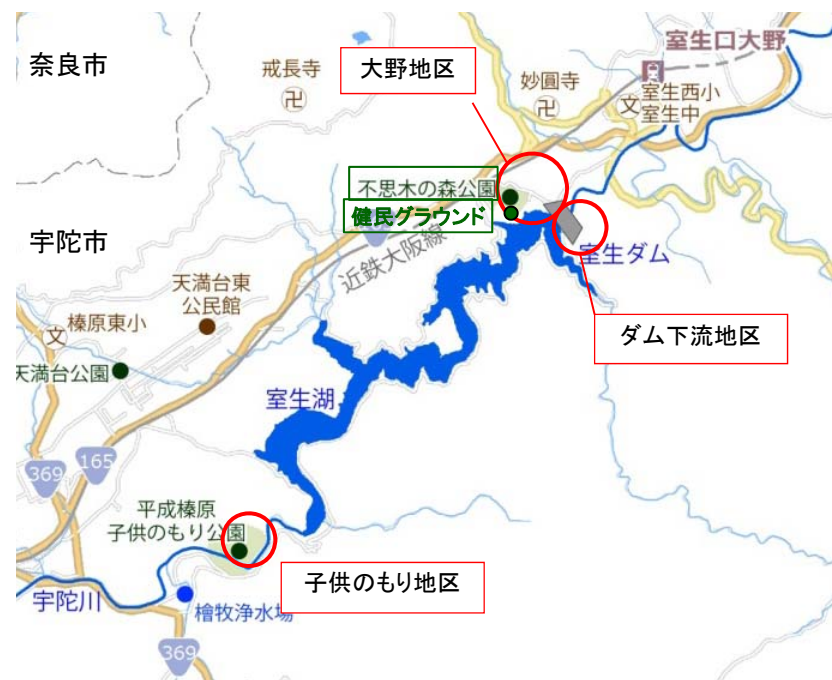 奈良市
戒長寺
大野地区
妙圓寺
室生口大野
室生西小
室生中
不思木の森公園
健民グラウンド
宇陀市
近鉄大阪線
室生ダム
天満台東
公民館
榛原東小
天満台公園
ダム下流地区
室生湖
369
165
平成榛原
子供のもり公園
子供のもり地区
宇陀川
檜牧浄水場
369